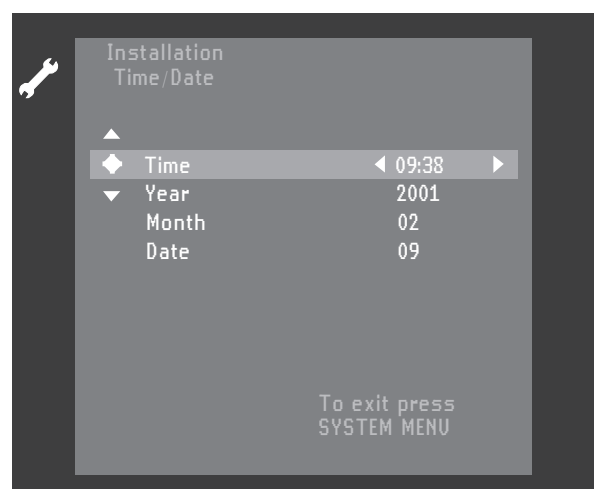 Installation
Time/Date
Time 09:38
Year 2001
Month 02
Date 09
To exit press
SYSTEM MENU